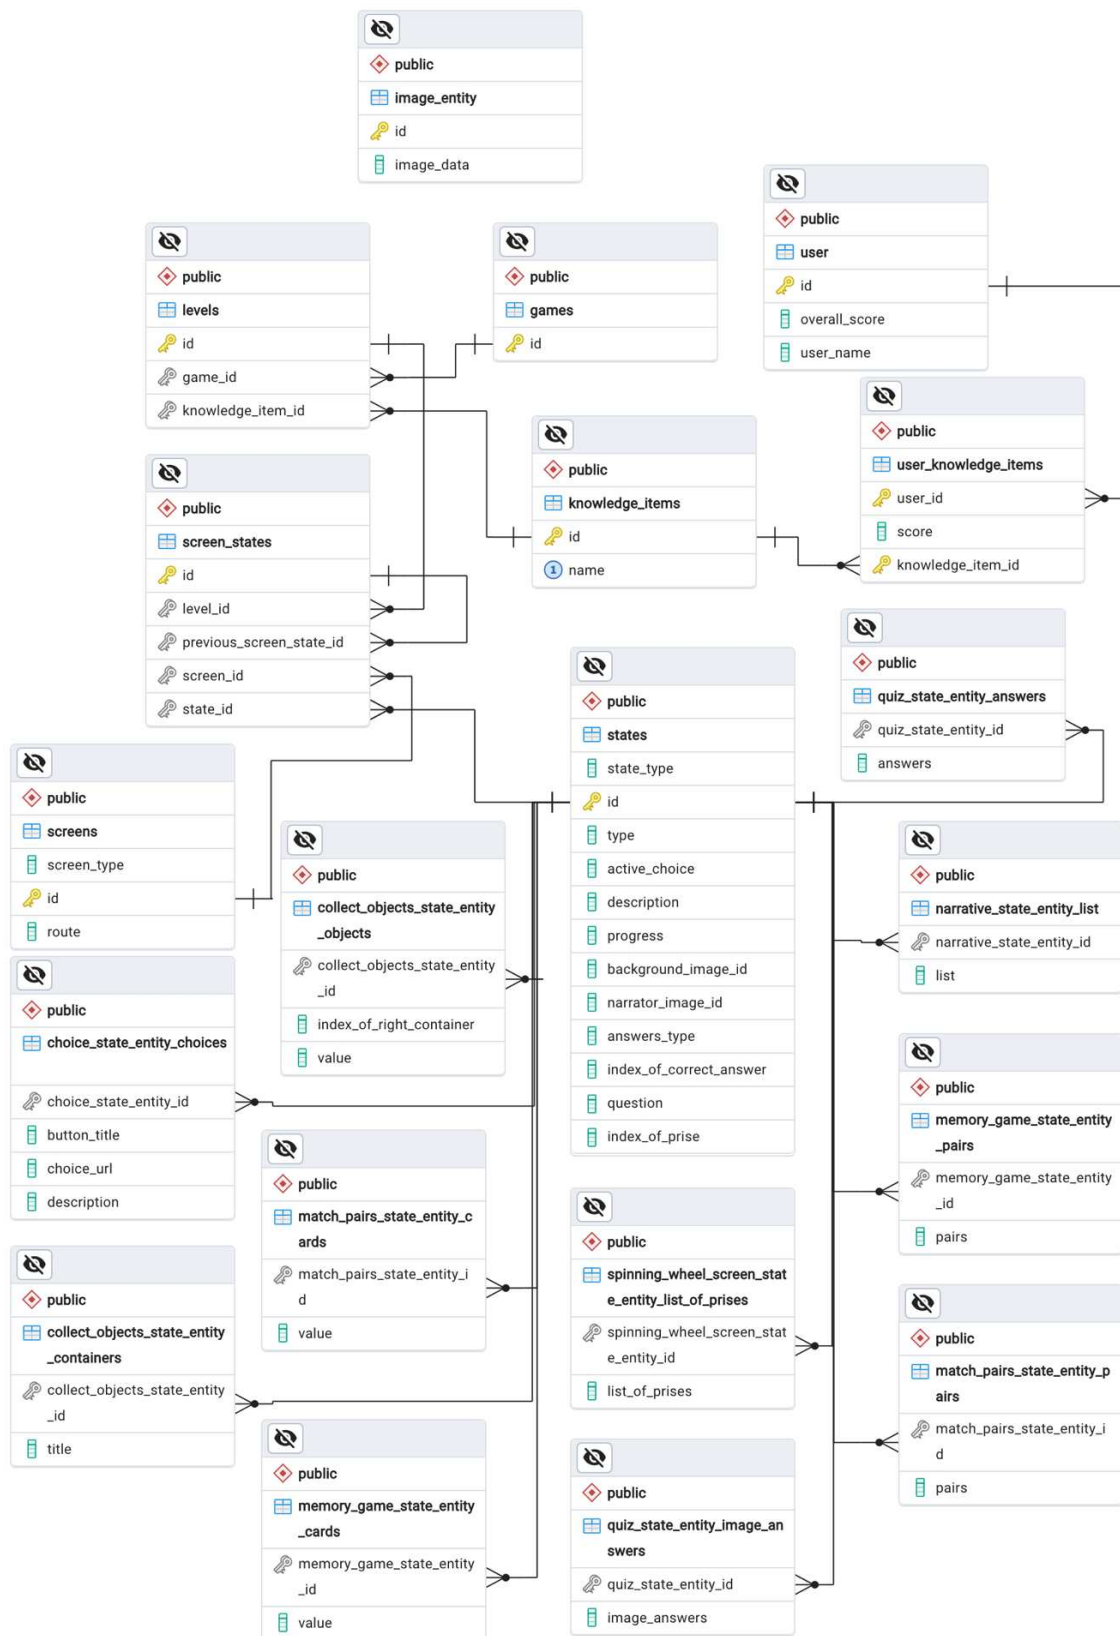 public
image_entity
id
image_data
public
user
id
overall_score
user_name
public
levels
id
game_id
knowledge_item_id
public
games
id
public
user_knowledge_items
user_id
score
knowledge_item_id
public
knowledge_items
id
1 name
public
screen_states
id
level_id
previous_screen_state_id
screen_id
state_id
public
quiz_state_entity_answers
quiz_state_entity_id
answers
public
states
state_type
id
type
active_choice
description
progress
background_image_id
narrator_image_id
answers_type
index_of_correct_answer
question
index_of_prise
public
screens
screen_type
id
route
public
collect_objects_state_entity
_objects
collect_objects_state_entity
_id
index_of_right_container
value
public
narrative_state_entity_list
narrative_state_entity_id
list
public
choice_state_entity_choices
choice_state_entity_id
button_title
choice_url
description
public
memory_game_state_entity
_pairs
memory_game_state_entity
_id
pairs
public
match_pairs_state_entity_c
ards
match_pairs_state_entity_i
d
value
public
spinning_wheel_screen_stat
e_entity_list_of_prises
spinning_wheel_screen_stat
e_entity_id
list_of_prises
public
collect_objects_state_entity
_containers
collect_objects_state_entity
_id
title
public
match_pairs_state_entity_p
airs
match_pairs_state_entity_i
d
pairs
public
memory_game_state_entity
_cards
memory_game_state_entity
_id
value
public
quiz_state_entity_image_an
swers
quiz_state_entity_id
image_answers